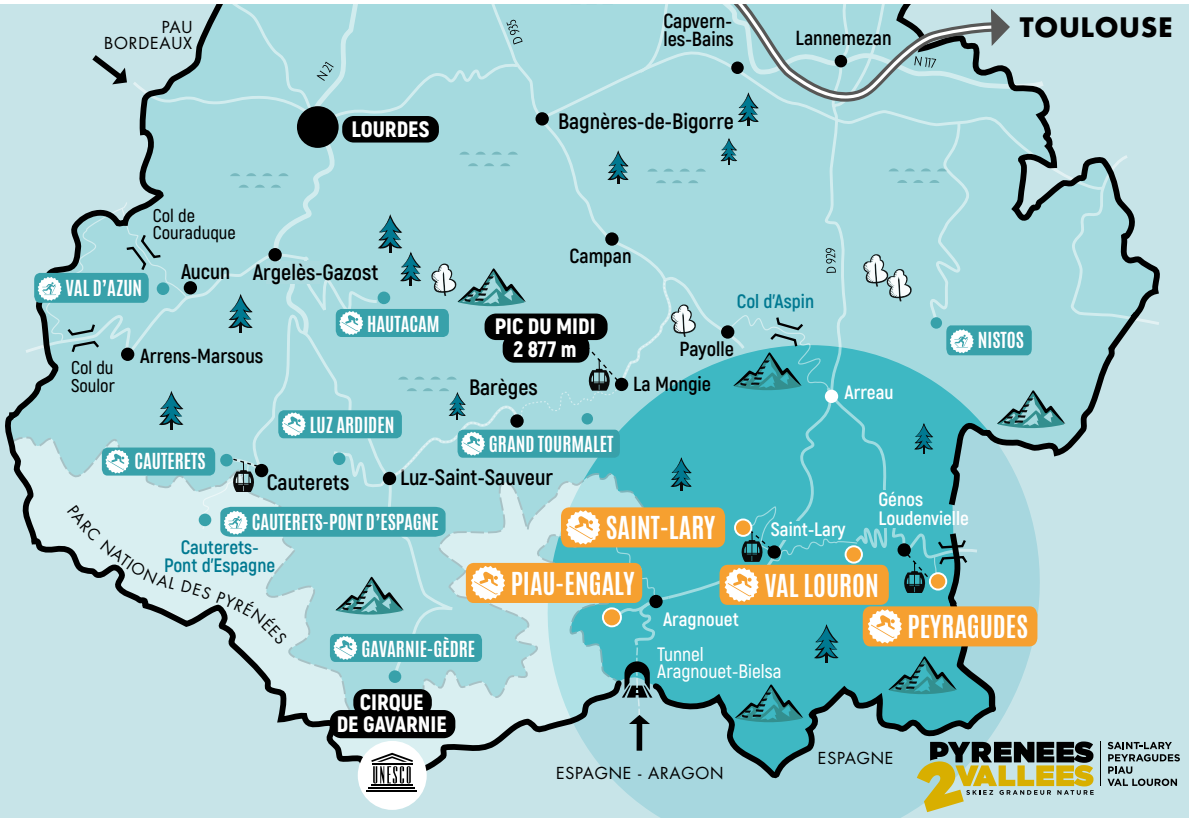 PAU
BORDEAUX
N 21
D 935
Capvern-
les-Bains
Lannemezan
TOULOUSE
N 117
LOURDES
Bagnères-de-Bigorre
Col de
Couraduque
Aucun
Argelès-Gazost
Campan
D 929
VAL D'AZUN
HAUTACAM
PIC DU MIDI
2 877 m
Col d'Aspin
Payolle
NISTOS
Col du
Soulor
Arrens-Marsous
Barèges
La Mongie
Arreau
LUZ ARDIDEN
GRAND TOURMALET
CAUTERETS
Cauterets
Luz-Saint-Sauveur
CAUTERETS-PONT D'ESPAGNE
Cauterets-
Pont d'Espagne
PARC NATIONAL DES PYRÉNÉES
SAINT-LARY
Saint-Lary
Génos
Loudenvielle
PIAU-ENGALY
VAL LOURON
Aragnouet
PEYRAGUDES
GAVARNIE-GÈDRE
Tunnel
Aragnouet-Bielsa
CIRQUE
DE GAVARNIE
UNESCO
ESPAGNE - ARAGON
ESPAGNE
PYRENEES
2VALLEES
SKIEZ GRANDEUR NATURE
SAINT-LARY
PEYRAGUDES
PIAU
VAL LOURON